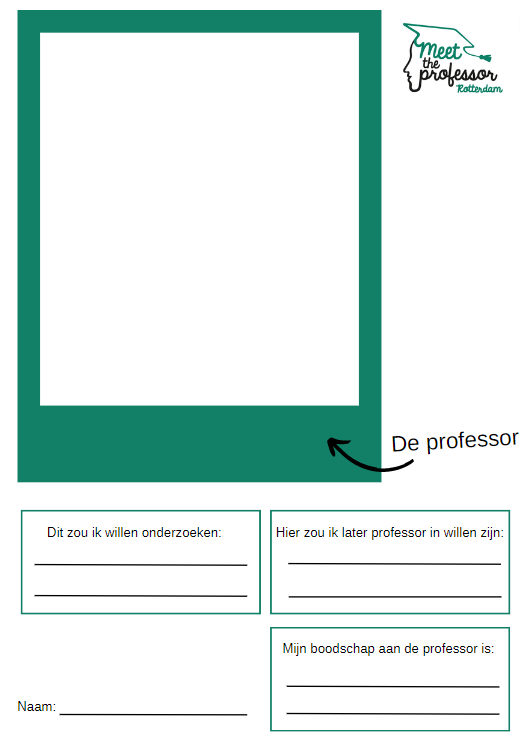 Meet
the
professor
Rotterdam
De professor
Dit zou ik willen onderzoeken:
Hier zou ik later professor in willen zijn:
Mijn boodschap aan de professor is:
Naam: